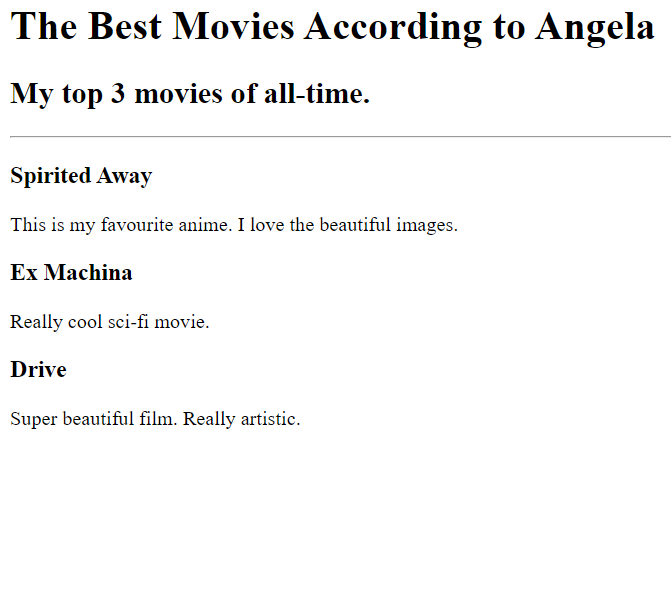 The Best Movies According to Angela
My top 3 movies of all-time.
Spirited Away
This is my favourite anime. I love the beautiful images.
Ex Machina
Really cool sci-fi movie.
Drive
Super beautiful film. Really artistic.